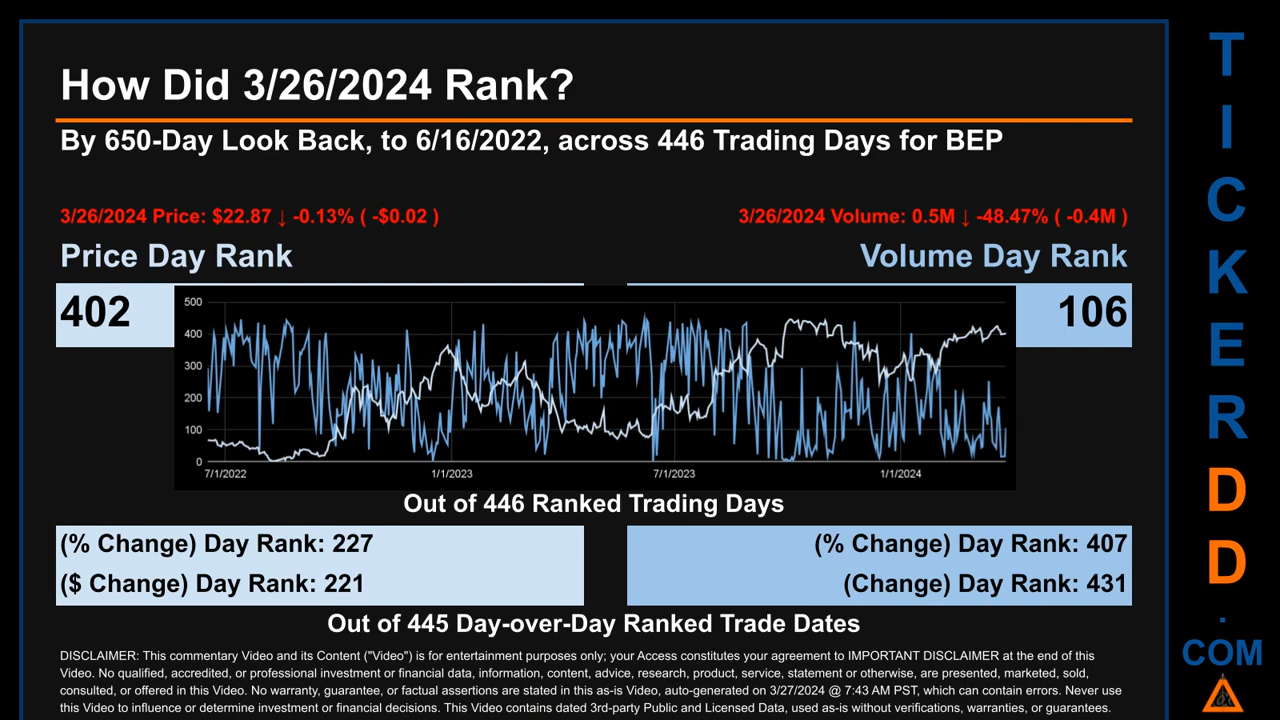 How Did 3/26/2024 Rank?
By 650-Day Look Back, to 6/16/2022, across 446 Trading Days for BEP
3/26/2024 Price: $22.87 ↓ -0.13% ( -$0.02 )
3/26/2024 Volume: 0.5M ↓ -48.47% ( -0.4M )
Price Day Rank
Volume Day Rank
402
106
500
400
300
200
100
0
7/1/2022
1/1/2023
7/1/2023
1/1/2024
Out of 446 Ranked Trading Days
(% Change) Day Rank: 227
($ Change) Day Rank: 221
(% Change) Day Rank: 407
(Change) Day Rank: 431
Out of 445 Day-over-Day Ranked Trade Dates
DISCLAIMER: This commentary Video and its Content ("Video") is for entertainment purposes only; your Access constitutes your agreement to IMPORTANT DISCLAIMER at the end of this
Video. No qualified, accredited, or professional investment or financial data, information, content, advice, research, product, service, statement or otherwise, are presented, marketed, sold,
consulted, or offered in this Video. No warranty, guarantee, or factual assertions are stated in this as-is Video, auto-generated on 3/27/2024 @ 7:43 AM PST, which can contain errors. Never use
this Video to influence or determine investment or financial decisions. This Video contains dated 3rd-party Public and Licensed Data, used as-is without verifications, warranties, or guarantees.
T
I
C
K
E
R
D
D
.
COM